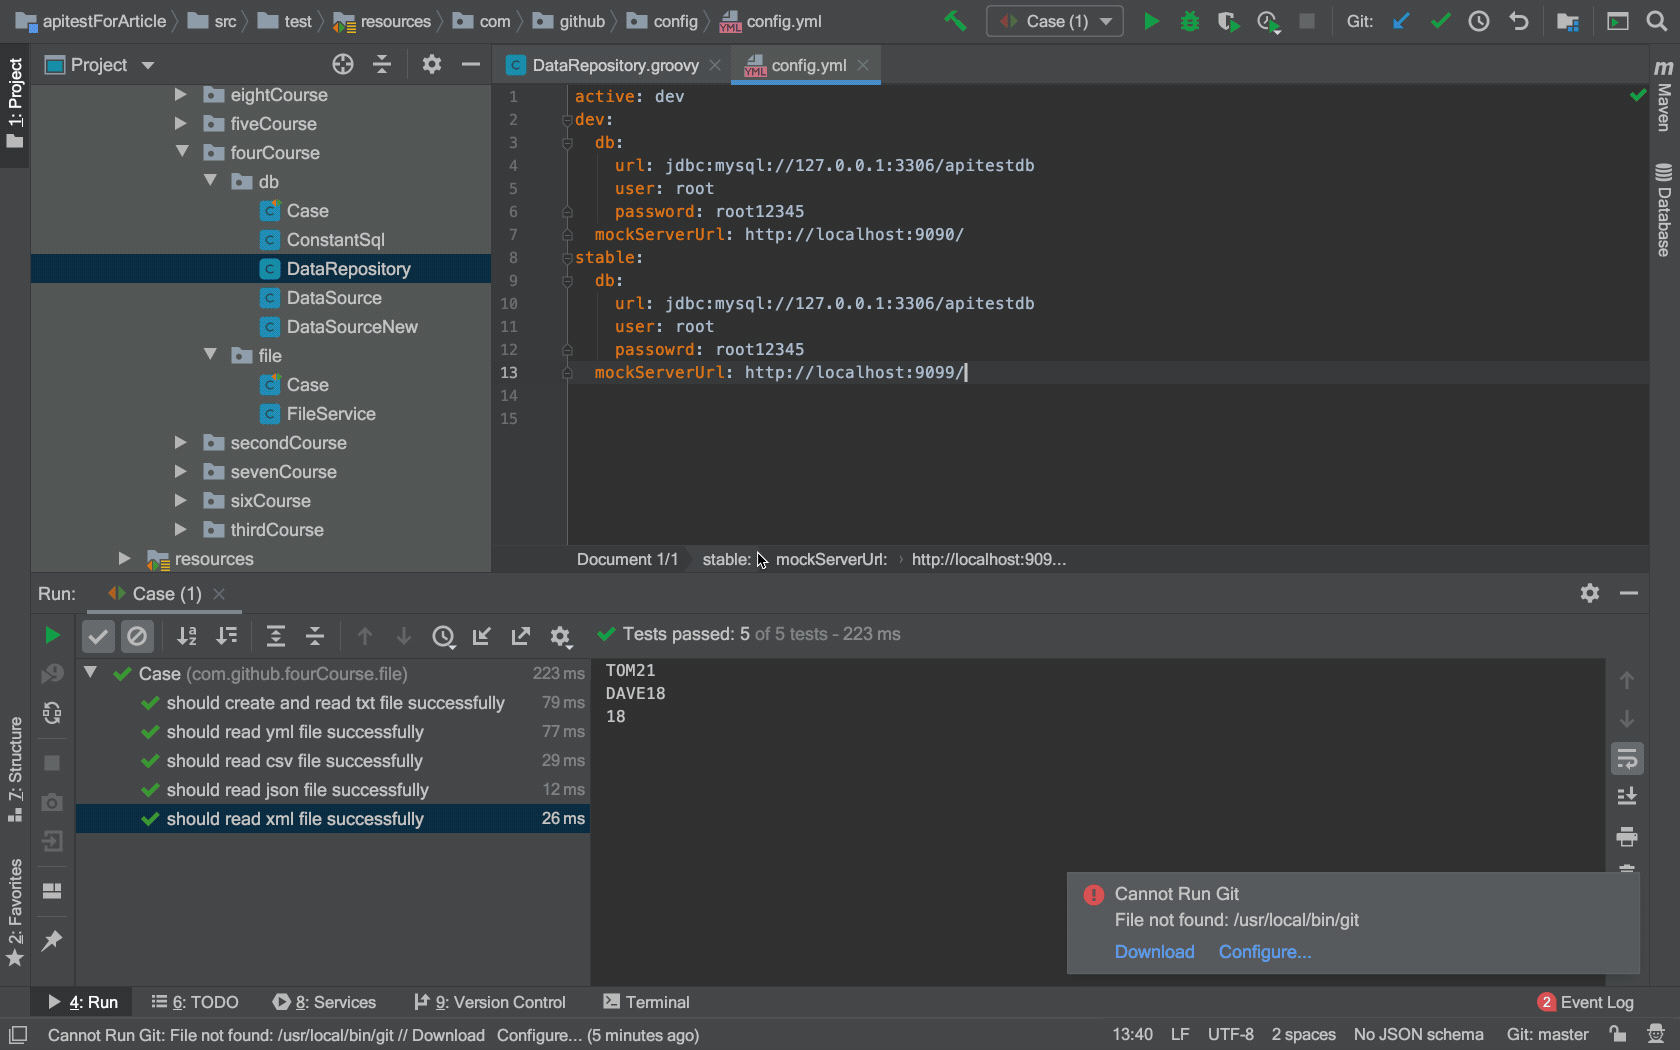 apitestForArticle src test resources com github config config.yml Case (1) Git:
1: Project
Project
eightCourse
fiveCourse
fourCourse
db
Case
ConstantSql
DataRepository
DataSource
DataSourceNew
file
Case
FileService
secondCourse
sevenCourse
sixCourse
thirdCourse
resources
DataRepository.groovy config.yml
1 active: dev
2 dev:
3 db:
4 url: jdbc:mysql://127.0.0.1:3306/apitestdb
5 user: root
6 password: root12345
7 mockServerUrl: http://localhost:9090/
8 stable:
9 db:
10 url: jdbc:mysql://127.0.0.1:3306/apitestdb
11 user: root
12 passowrd: root12345
13 mockServerUrl: http://localhost:9099/
14
15
Document 1/1 stable: mockServerUrl: › http://localhost:909...
m Maven
Database
Run: Case (1)
Tests passed: 5 of 5 tests - 223 ms
Case (com.github.fourCourse.file) 223 ms
should create and read txt file successfully 79 ms
should read yml file successfully 77 ms
should read csv file successfully 29 ms
should read json file successfully 12 ms
should read xml file successfully 26 ms
TOM21
DAVE18
18
7: Structure
2: Favorites
Cannot Run Git
File not found: /usr/local/bin/git
Download Configure...
4: Run 6: TODO 8: Services 9: Version Control Terminal 2 Event Log
Cannot Run Git: File not found: /usr/local/bin/git // Download Configure... (5 minutes ago) 13:40 LF UTF-8 2 spaces No JSON schema Git: master